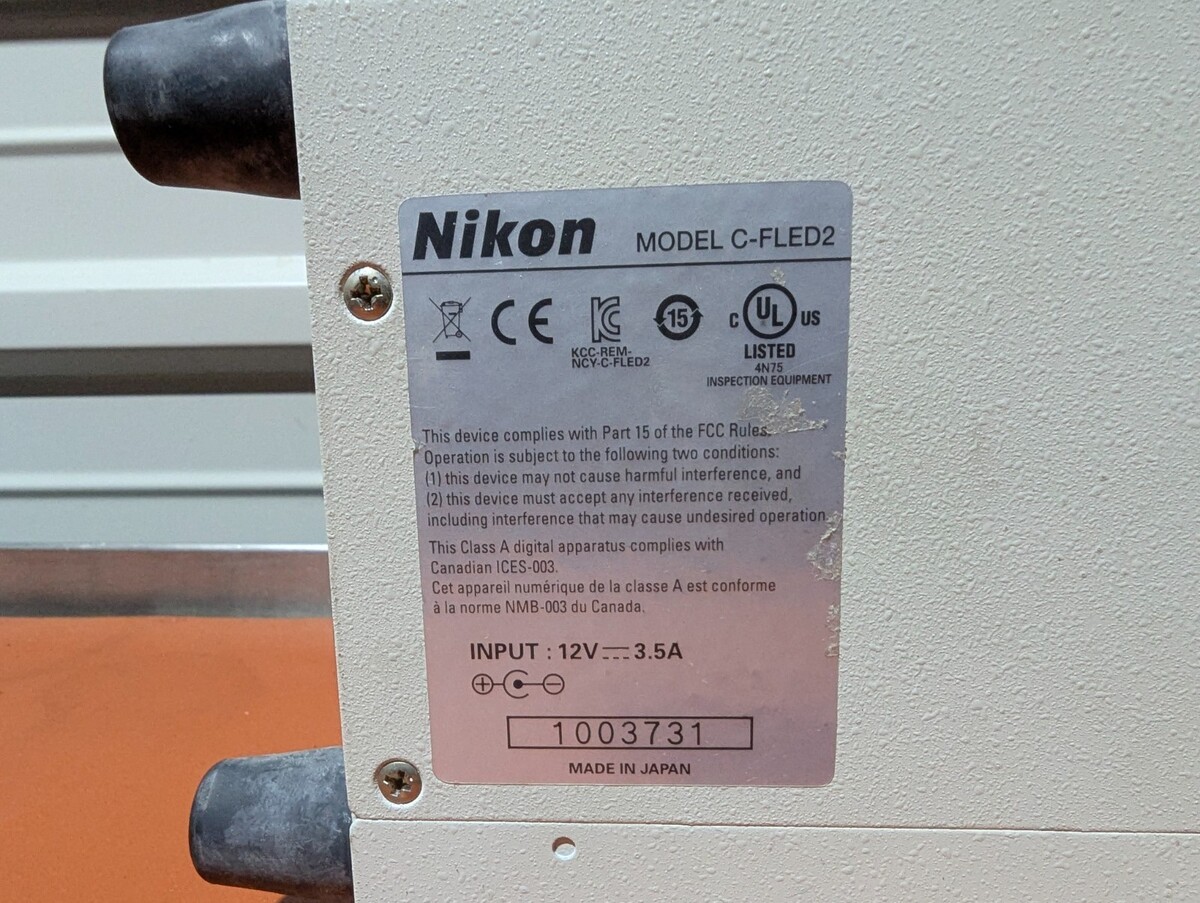 Nikon MODEL C-FLED2
CE
KC
15
C UL US
LISTED
KCC-REM-
NCY-C-FLED2
4N75
INSPECTION EQUIPMENT
This device complies with Part 15 of the FCC Rules.
Operation is subject to the following two conditions:
(1) this device may not cause harmful interference, and
(2) this device must accept any interference received,
including interference that may cause undesired operation.
This Class A digital apparatus complies with
Canadian ICES-003.
Cet appareil numérique de la classe A est conforme
à la norme NMB-003 du Canada.
INPUT : 12V⎓3.5A
1003731
MADE IN JAPAN